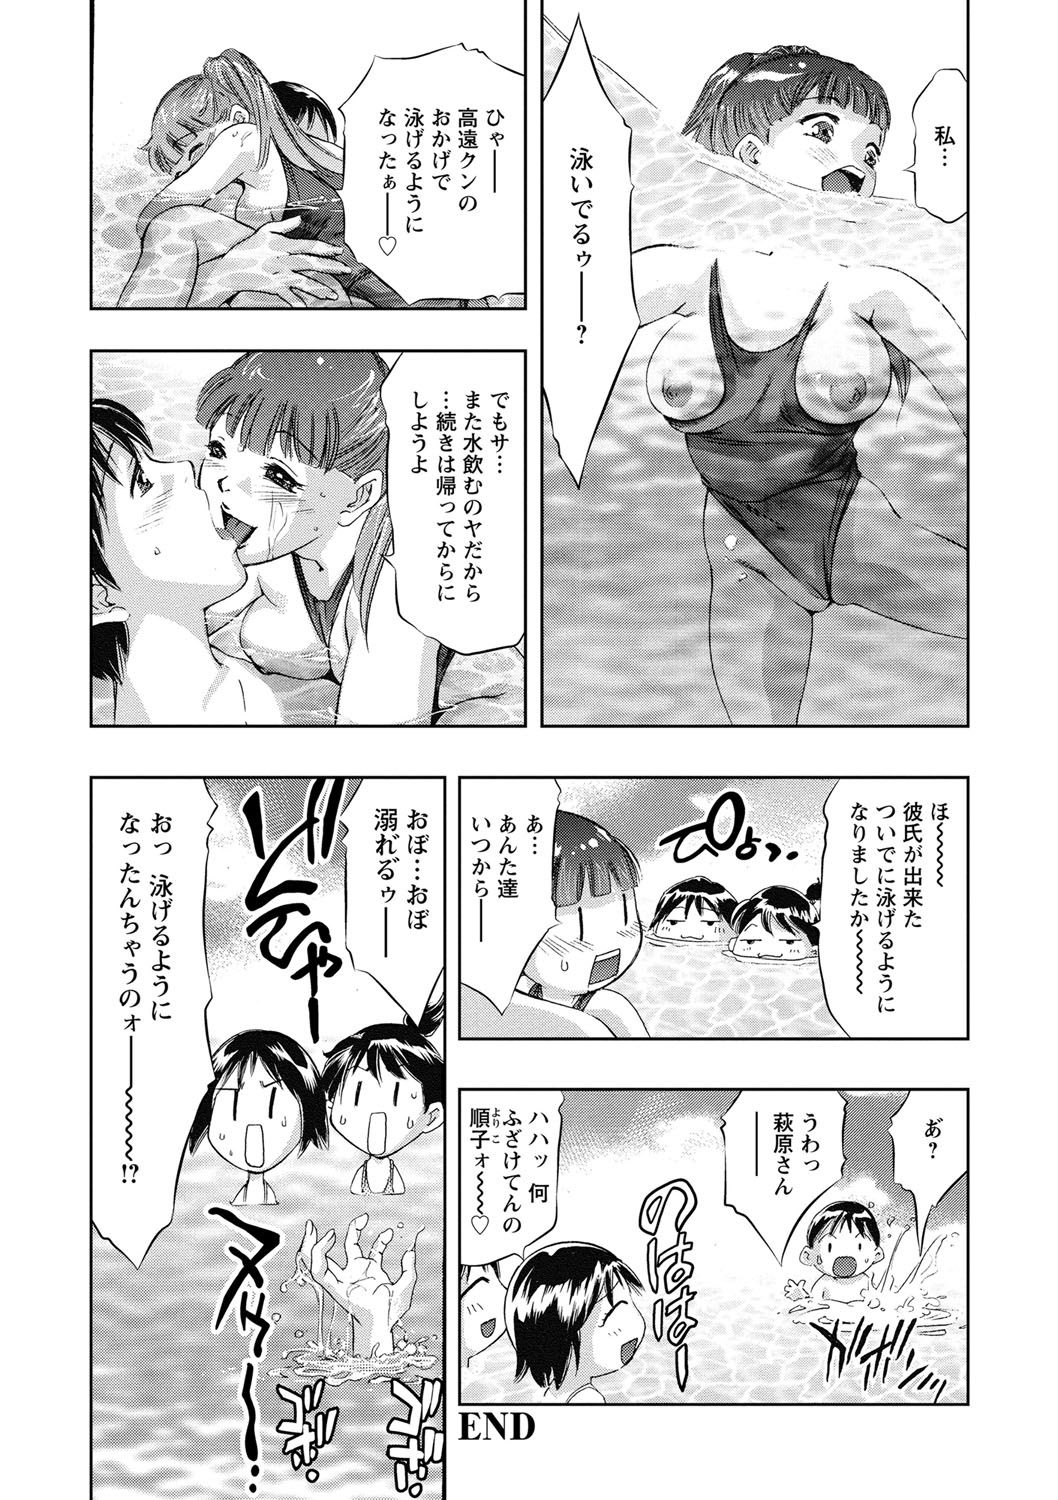 私…
泳いでるゥ――?
ひゃ――
高遠クンの
おかげで
泳げるように
なったぁ――♡
でもサ…
また水飲むのヤだから
…続きは帰ってからに
しようよ
ほ~~~~
彼氏が出来た
ついでに泳げるように
なりましたか~~~~
ぴょっ
あ…
あんた達
いつから――
あ゛?
うわっ
――萩原さん
のははははー
ハハッ 何
ふざけてんの
順子ォ~~~♡
よりこ
おぼ…おぼ
溺れるゥ――
おっ 泳げるように
なったんちゃうのォ――~~~~!?
END